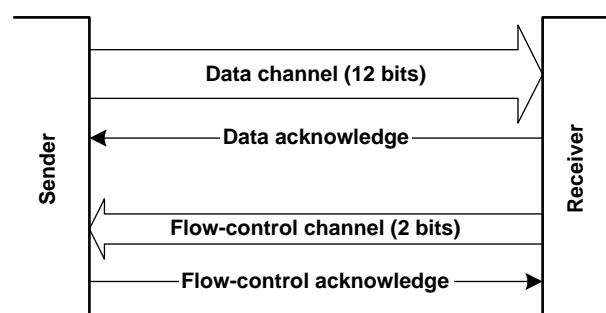 Sender
Data channel (12 bits)
Data acknowledge
Flow-control channel (2 bits)
Flow-control acknowledge
Receiver